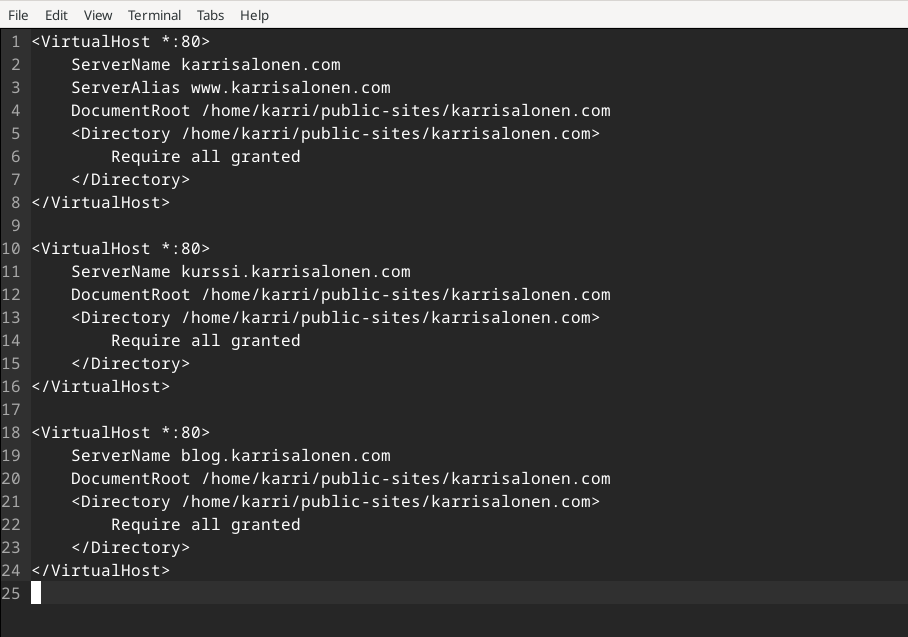 File Edit View Terminal Tabs Help
1 <VirtualHost *:80>
2     ServerName karrisalonen.com
3     ServerAlias www.karrisalonen.com
4     DocumentRoot /home/karri/public-sites/karrisalonen.com
5     <Directory /home/karri/public-sites/karrisalonen.com>
6         Require all granted
7     </Directory>
8 </VirtualHost>
9
10 <VirtualHost *:80>
11     ServerName kurssi.karrisalonen.com
12     DocumentRoot /home/karri/public-sites/karrisalonen.com
13     <Directory /home/karri/public-sites/karrisalonen.com>
14         Require all granted
15     </Directory>
16 </VirtualHost>
17
18 <VirtualHost *:80>
19     ServerName blog.karrisalonen.com
20     DocumentRoot /home/karri/public-sites/karrisalonen.com
21     <Directory /home/karri/public-sites/karrisalonen.com>
22         Require all granted
23     </Directory>
24 </VirtualHost>
25